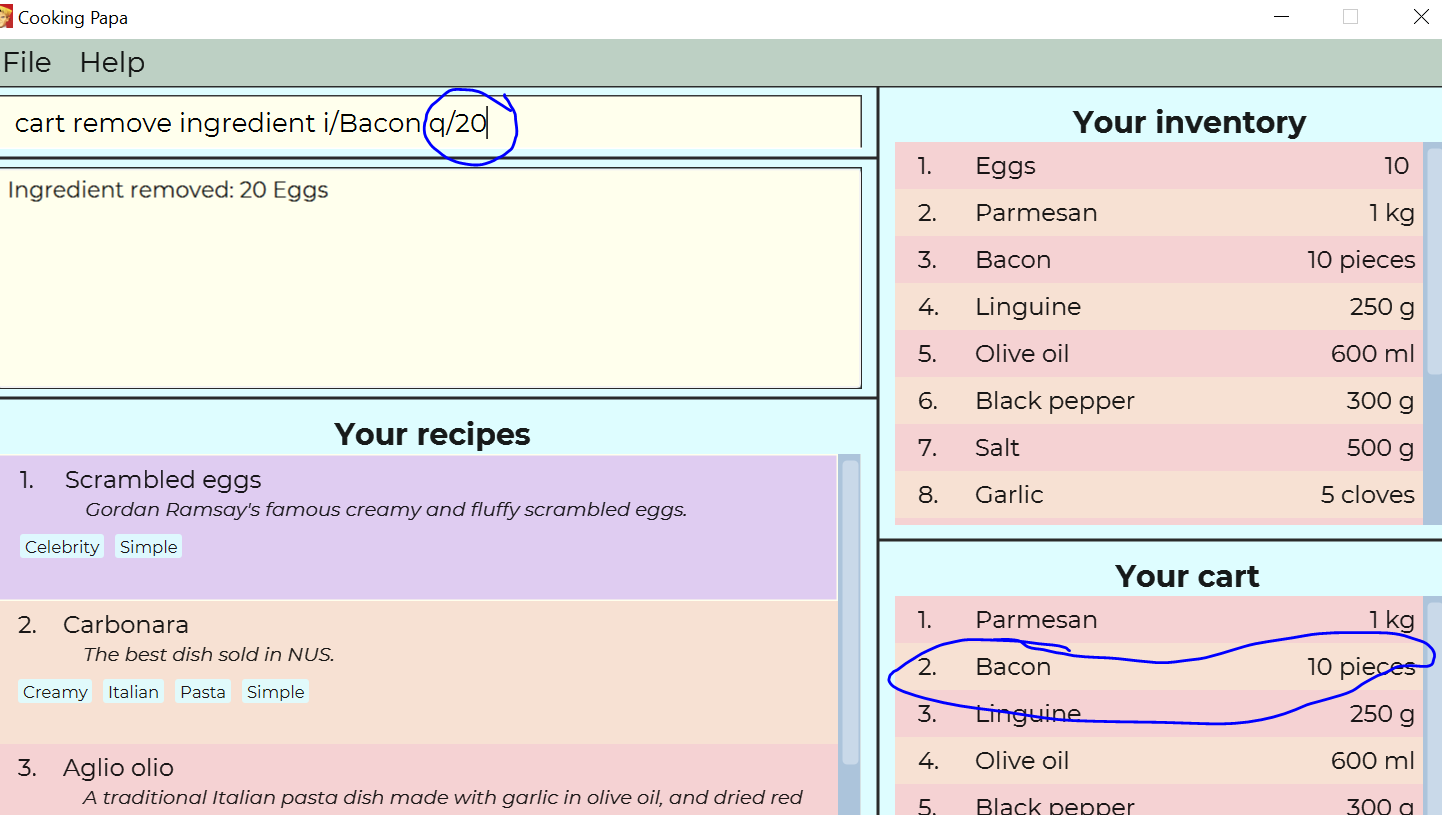 Cooking Papa
File Help
cart remove ingredient i/Bacon q/20
Ingredient removed: 20 Eggs
Your recipes
1. Scrambled eggs
Gordan Ramsay's famous creamy and fluffy scrambled eggs.
Celebrity Simple
2. Carbonara
The best dish sold in NUS.
Creamy Italian Pasta Simple
3. Aglio olio
A traditional Italian pasta dish made with garlic in olive oil, and dried red
Your inventory
1. Eggs 10
2. Parmesan 1 kg
3. Bacon 10 pieces
4. Linguine 250 g
5. Olive oil 600 ml
6. Black pepper 300 g
7. Salt 500 g
8. Garlic 5 cloves
Your cart
1. Parmesan 1 kg
2. Bacon 10 pieces
3. Linguine 250 g
4. Olive oil 600 ml
5. Black pepper 300 g